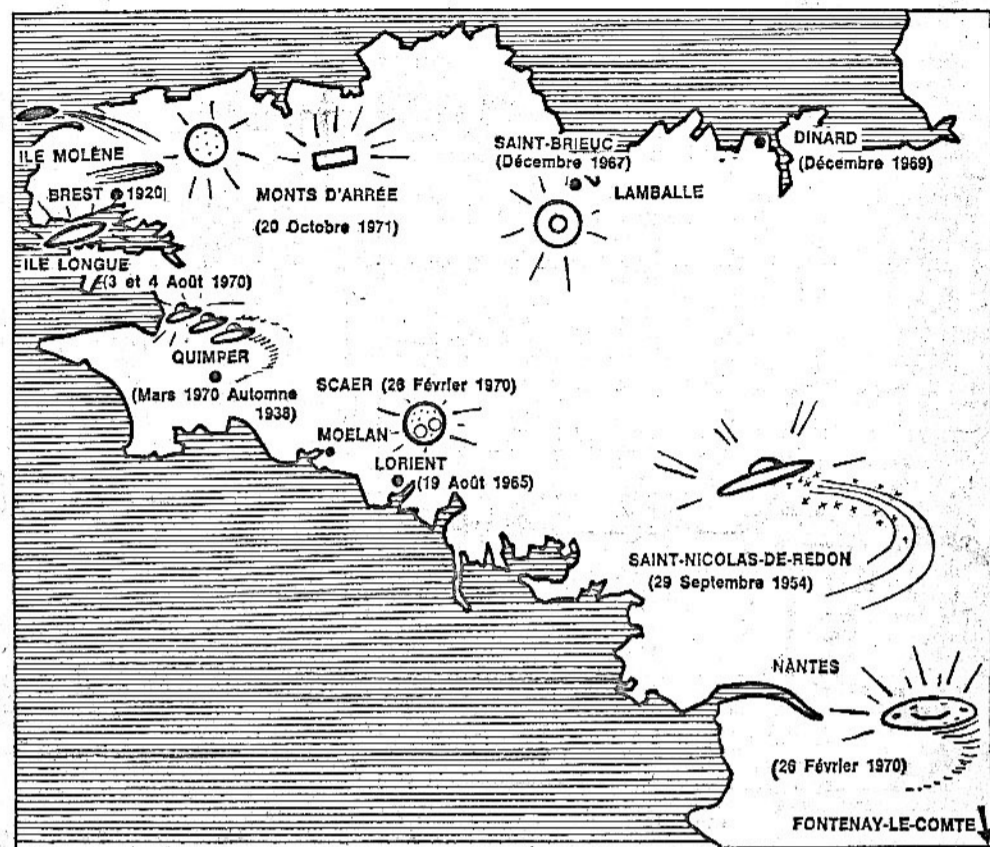 SAINT-BRIEUC
(Décembre 1967)
DINARD
(Décembre 1969)
ILE MOLÈNE
BREST 1920
MONTS D'ARRÉE
(20 Octobre 1971)
LAMBALLE
ILE LONGUE
(3 et 4 Août 1970)
QUIMPER
(Mars 1970 Automne
1938)
SCAER (26 Février 1970)
MOELAN
LORIENT
(19 Août 1965)
SAINT-NICOLAS-DE-REDON
(29 Septembre 1954)
NANTES
(26 Février 1970)
FONTENAY-LE-COMTE